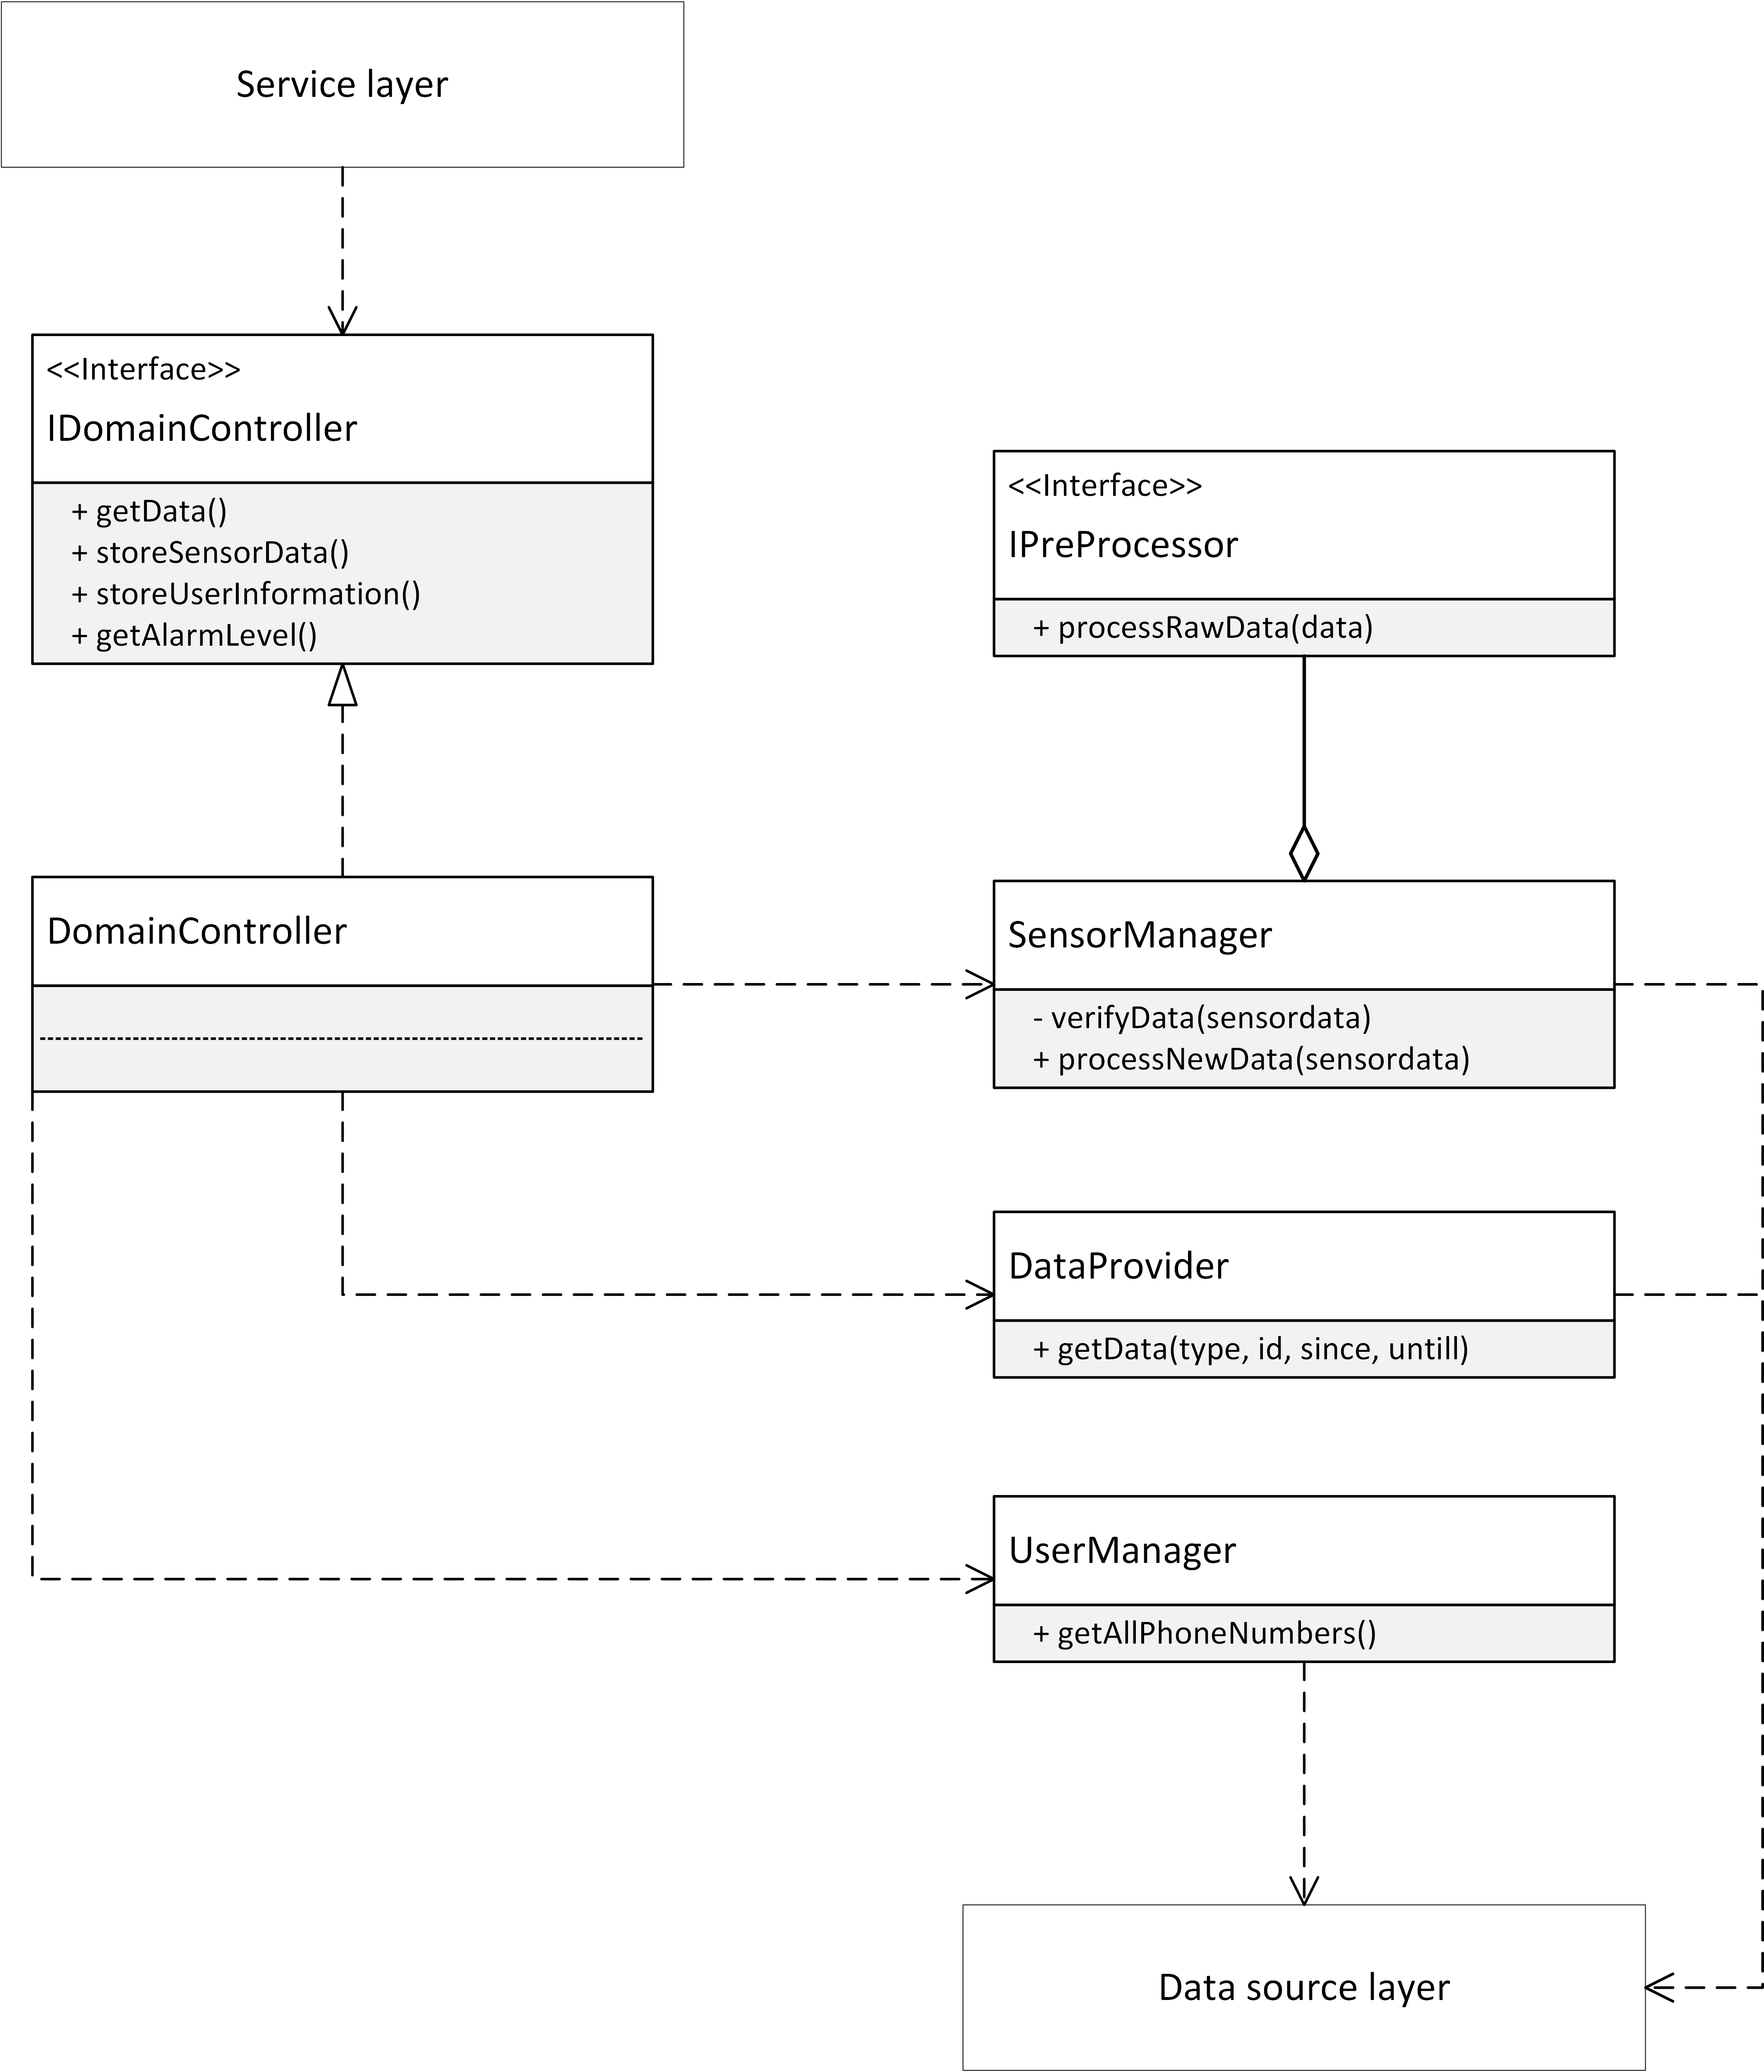 Service layer
<<Interface>>
IDomainController
+ getData()
+ storeSensorData()
+ storeUserInformation()
+ getAlarmLevel()
<<Interface>>
IPreProcessor
+ processRawData(data)
DomainController
SensorManager
- verifyData(sensordata)
+ processNewData(sensordata)
DataProvider
+ getData(type, id, since, untill)
UserManager
+ getAllPhoneNumbers()
Data source layer